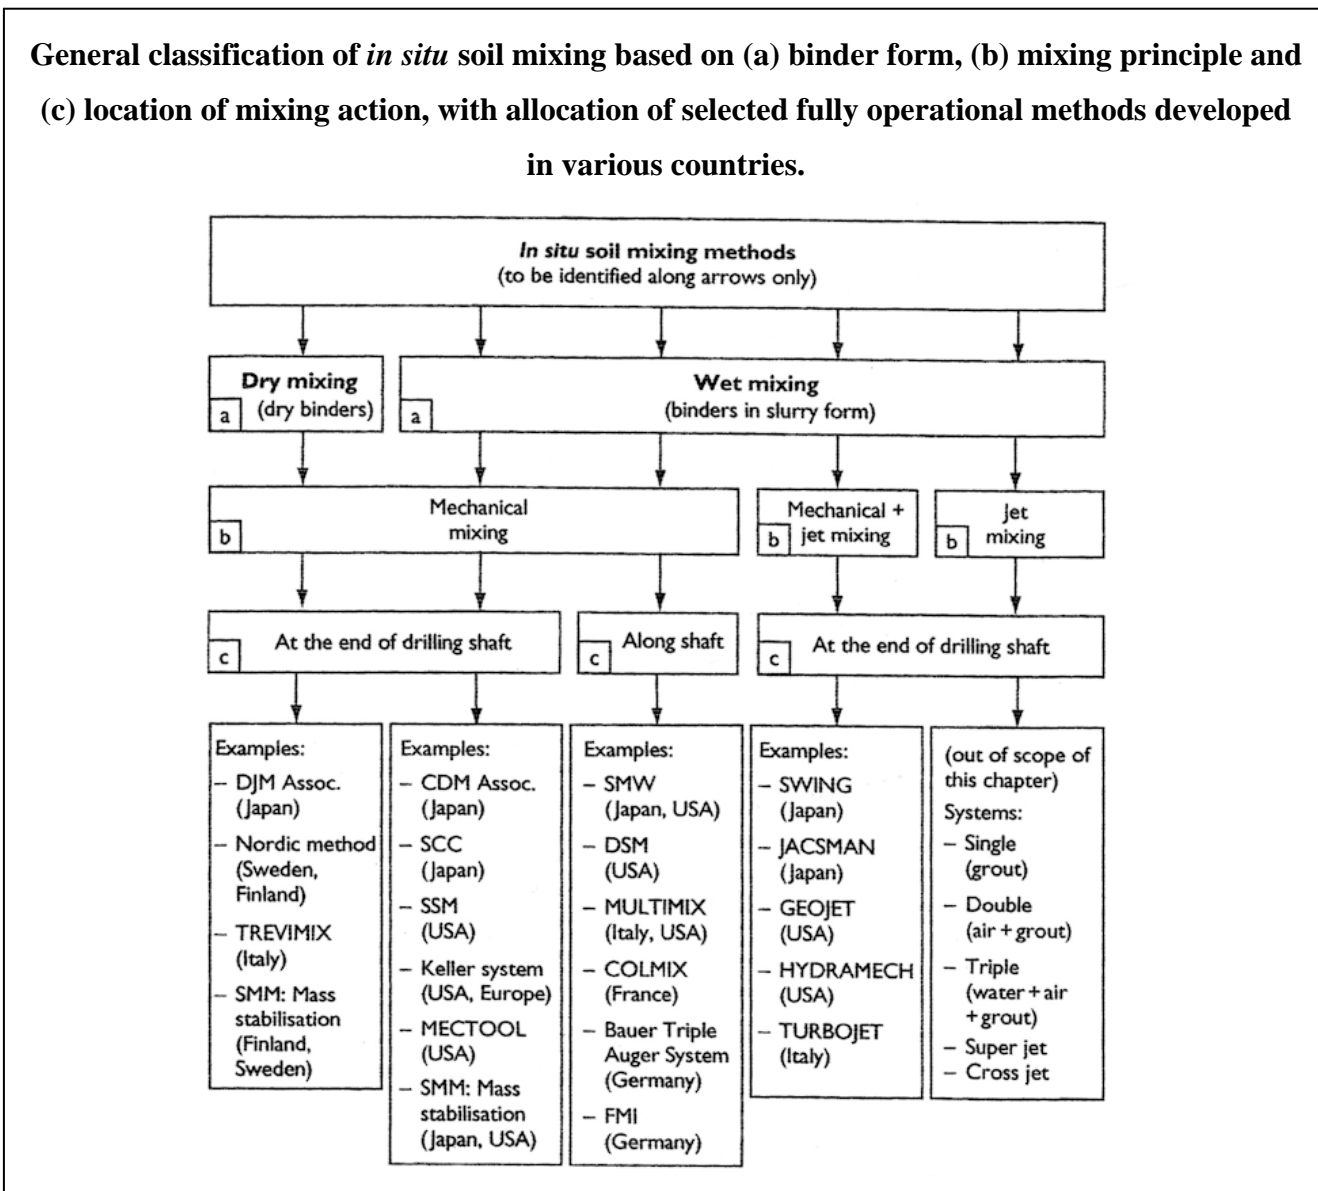 General classification of in situ soil mixing based on (a) binder form, (b) mixing principle and
(c) location of mixing action, with allocation of selected fully operational methods developed
in various countries.
In situ soil mixing methods
(to be identified along arrows only)
Dry mixing
a (dry binders)
Wet mixing
a (binders in slurry form)
Mechanical
mixing
b
Mechanical +
b jet mixing
Jet
b mixing
At the end of drilling shaft
c
Along shaft
c
At the end of drilling shaft
c
Examples:
– DJM Assoc.
(Japan)
– Nordic method
(Sweden,
Finland)
– TREVIMIX
(Italy)
– SMM: Mass
stabilisation
(Finland,
Sweden)
Examples:
– CDM Assoc.
(Japan)
– SCC
(Japan)
– SSM
(USA)
– Keller system
(USA, Europe)
– MECTOOL
(USA)
– SMM: Mass
stabilisation
(Japan, USA)
Examples:
– SMW
(Japan, USA)
– DSM
(USA)
– MULTIMIX
(Italy, USA)
– COLMIX
(France)
– Bauer Triple
Auger System
(Germany)
– FMI
(Germany)
Examples:
– SWING
(Japan)
– JACSMAN
(Japan)
– GEOJET
(USA)
– HYDRAMECH
(USA)
– TURBOJET
(Italy)
(out of scope of
this chapter)
Systems:
– Single
(grout)
– Double
(air + grout)
– Triple
(water + air
+ grout)
– Super jet
– Cross jet